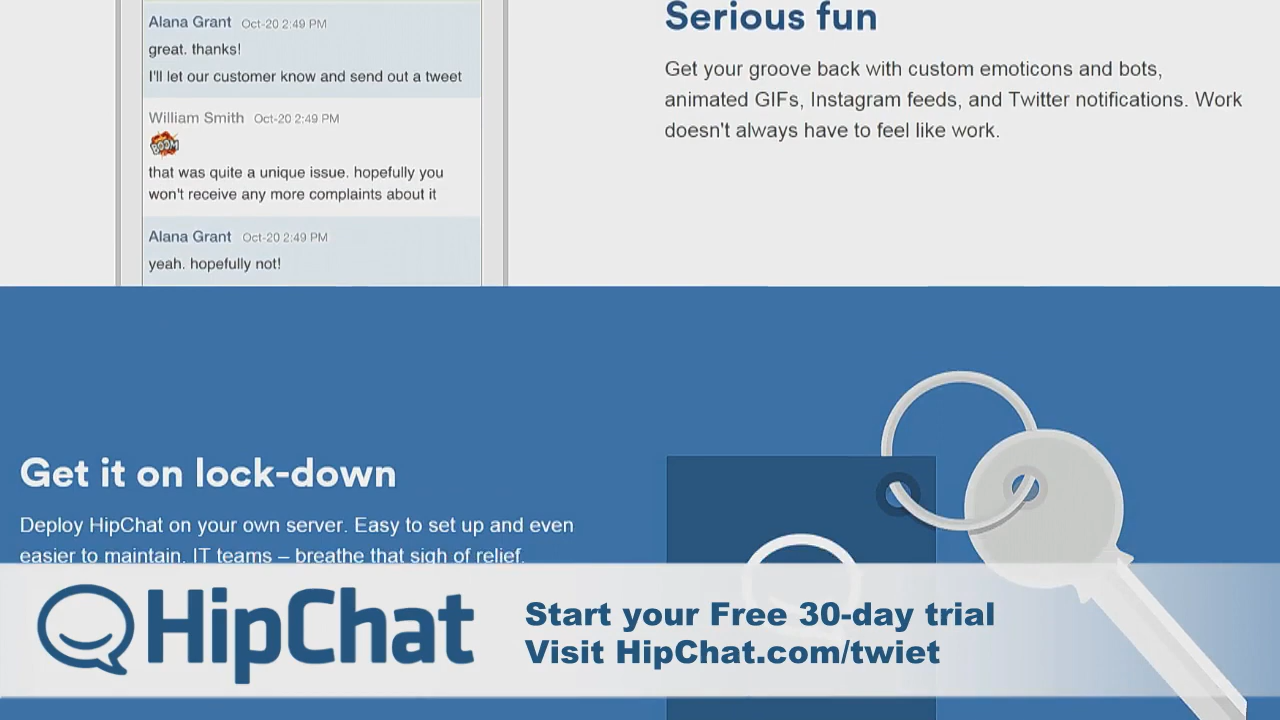 Alana Grant Oct-20 2:49 PM
great. thanks!
I'll let our customer know and send out a tweet
William Smith Oct-20 2:49 PM
BOOM
that was quite a unique issue. hopefully you
won't receive any more complaints about it
Alana Grant Oct-20 2:49 PM
yeah. hopefully not!
Serious fun
Get your groove back with custom emoticons and bots,
animated GIFs, Instagram feeds, and Twitter notifications. Work
doesn't always have to feel like work.
Get it on lock-down
Deploy HipChat on your own server. Easy to set up and even
easier to maintain. IT teams – breathe that sigh of relief.
HipChat
Start your Free 30-day trial
Visit HipChat.com/twiet